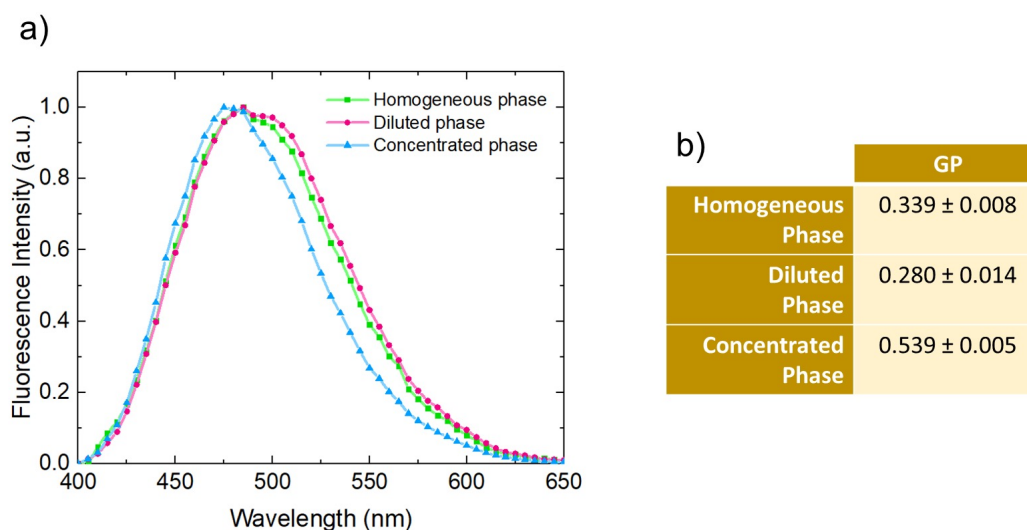 a)
Fluorescence Intensity (a.u.)
1.0
0.8
0.6
0.4
0.2
0.0
400
450
500
550
600
650
Wavelength (nm)
Homogeneous phase
Diluted phase
Concentrated phase
b)
GP
Homogeneous
Phase
0.339 ± 0.008
Diluted
Phase
0.280 ± 0.014
Concentrated
Phase
0.539 ± 0.005